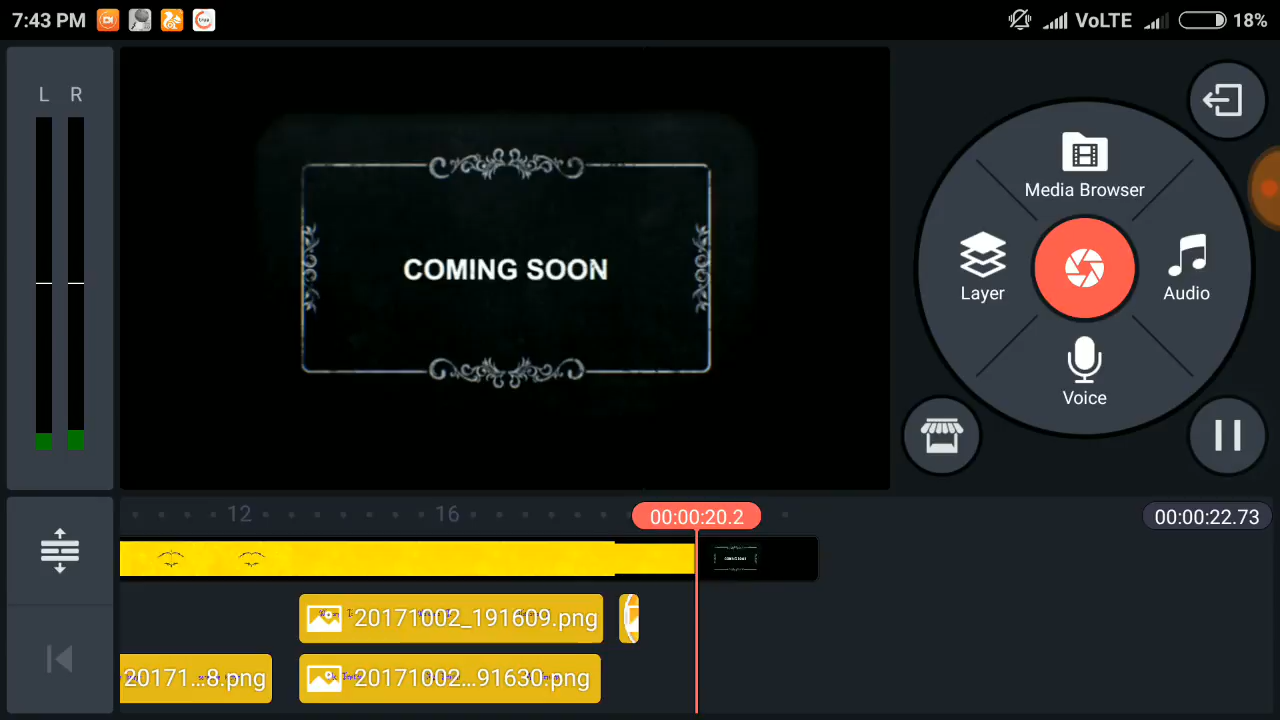 7:43 PM
VoLTE
18%
L R
COMING SOON
Media Browser
Layer
Audio
Voice
12
16
00:00:20.2
00:00:22.73
20171002_191609.png
20171...8.png
20171002...91630.png